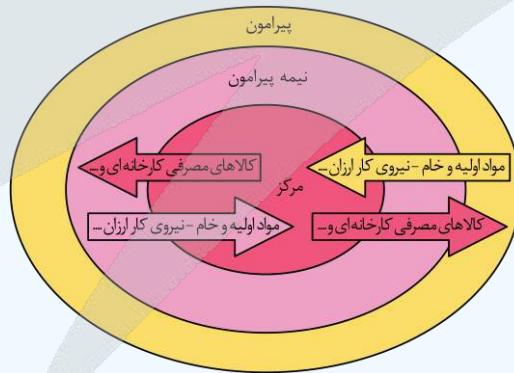 پیرامون
نیمه پیرامون
مواد اولیه و خام - نیروی کار ارزان...
کالاهای مصرفی کارخانه‌ای و...
مرکز
کالاهای مصرفی کارخانه‌ای و...
مواد اولیه و خام - نیروی کار ارزان...